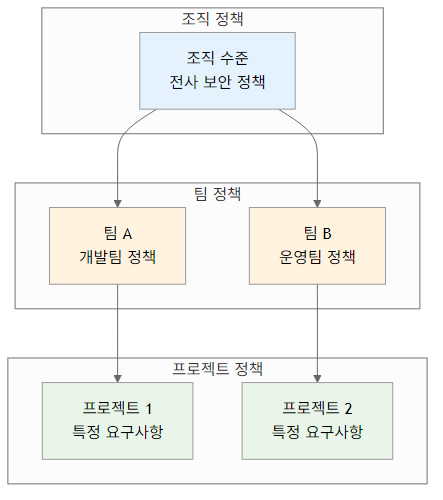 조직 정책
조직 수준
전사 보안 정책
팀 정책
팀 A
개발팀 정책
팀 B
운영팀 정책
프로젝트 정책
프로젝트 1
특정 요구사항
프로젝트 2
특정 요구사항